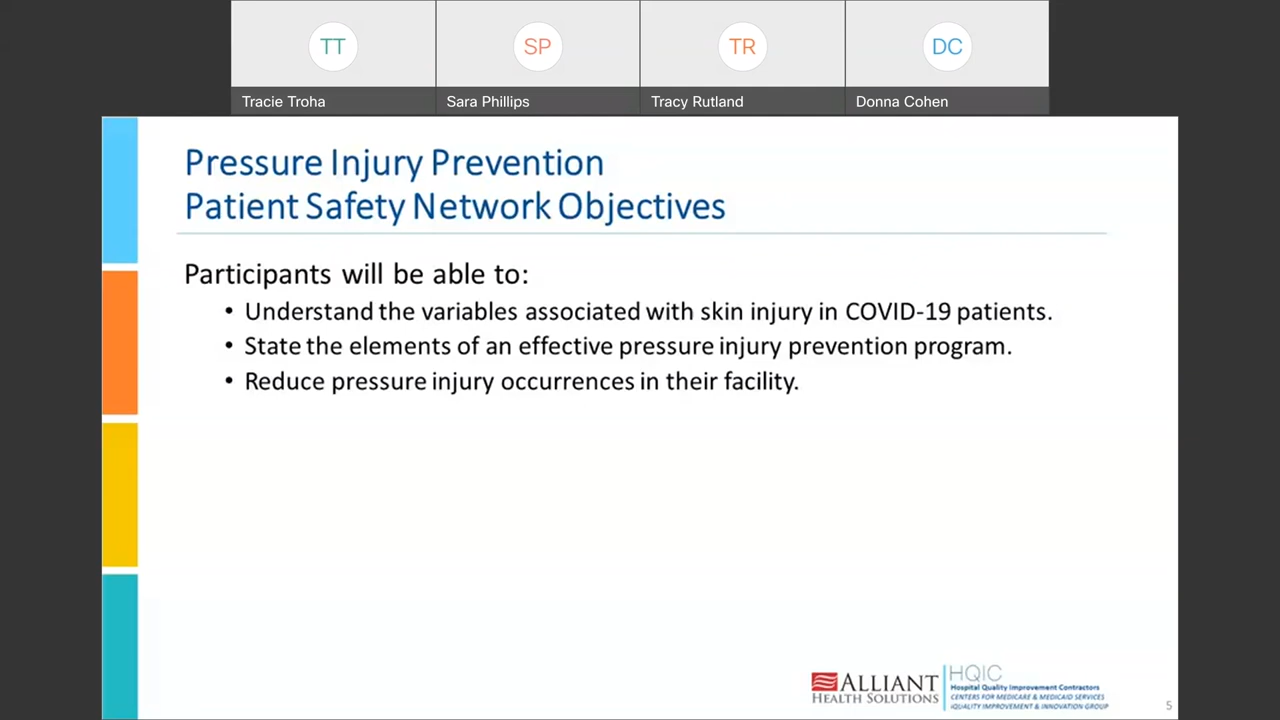 TT
SP
TR
DC
Tracie Troha
Sara Phillips
Tracy Rutland
Donna Cohen
Pressure Injury Prevention
Patient Safety Network Objectives
Participants will be able to:
• Understand the variables associated with skin injury in COVID-19 patients.
• State the elements of an effective pressure injury prevention program.
• Reduce pressure injury occurrences in their facility.
ALLIANT
HEALTH SOLUTIONS
HQIC
Hospital Quality Improvement Contractors
CENTERS FOR MEDICARE & MEDICAID SERVICES
iQUALITY IMPROVEMENT & INNOVATION GROUP
5